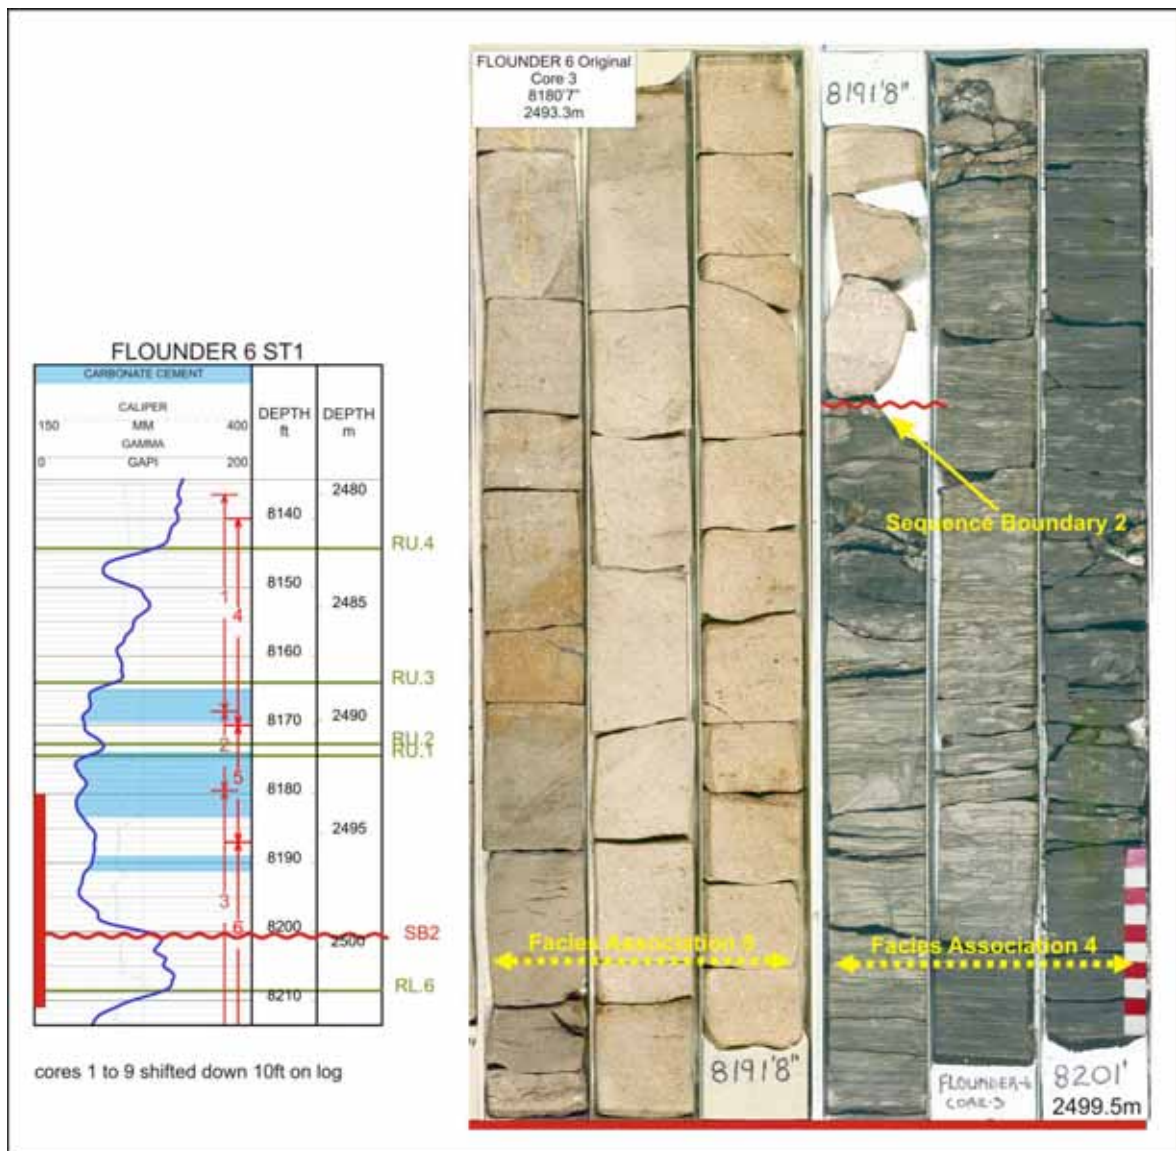 FLOUNDER 6 ST1
CARBONATE CEMENT
CALIPER
150 MM 400
GAMMA
0 GAPI 200
DEPTH
ft
DEPTH
m
2480
8140
RU.4
8150
2485
1
4
8160
RU.3
8170
2490
2
RU.2
RU.1
5
8180
2495
8190
3
6
8200
SB2
2500
RL.6
8210
cores 1 to 9 shifted down 10ft on log
FLOUNDER 6 Original
Core 3
8180'7"
2493.3m
8191'8"
Sequence Boundary 2
Facies Association 5
Facies Association 4
8191'8"
FLOUNDER-6
CORE-3
8201'
2499.5m